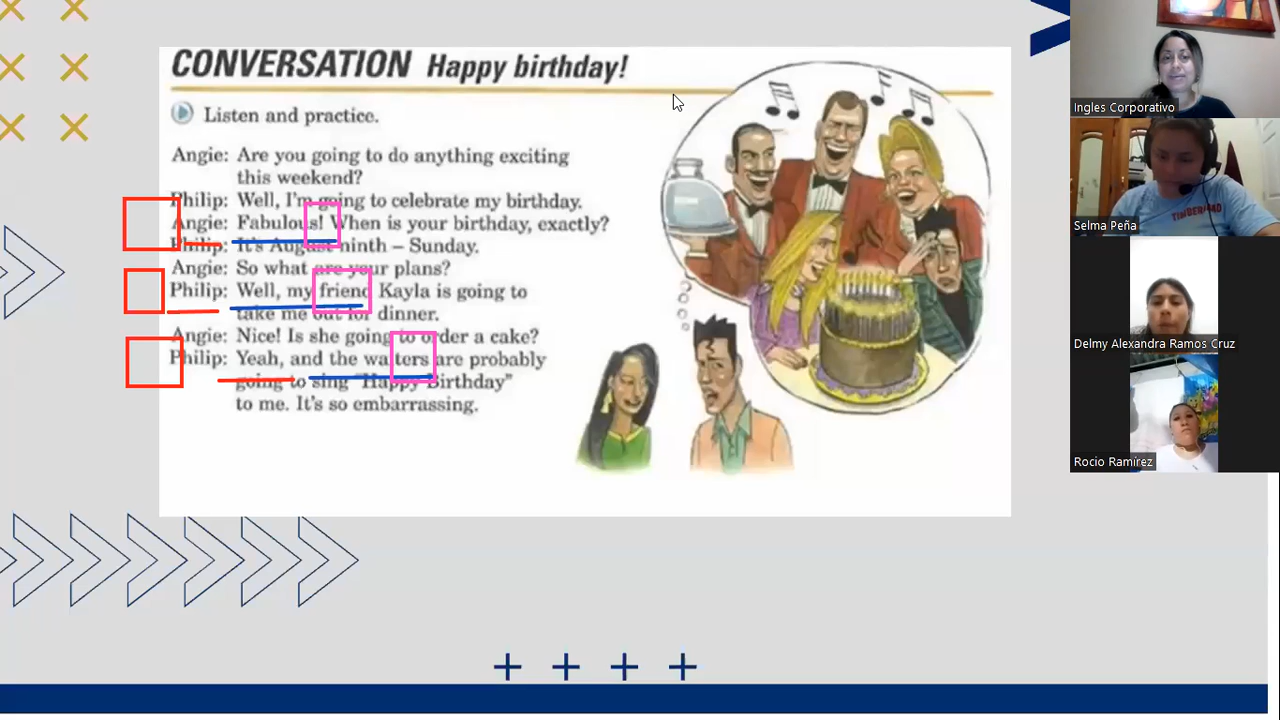 CONVERSATION Happy birthday!
Listen and practice.
Angie: Are you going to do anything exciting
this weekend?
Philip: Well, I'm going to celebrate my birthday.
Angie: Fabulous! When is your birthday, exactly?
Philip: It's August ninth – Sunday.
Angie: So what are your plans?
Philip: Well, my friend Kayla is going to
take me out for dinner.
Angie: Nice! Is she going to order a cake?
Philip: Yeah, and the waiters are probably
going to sing "Happy Birthday"
to me. It's so embarrassing.
Ingles Corporativo
Selma Peña
TIMBERLAND
Delmy Alexandra Ramos Cruz
Rocio Ramirez